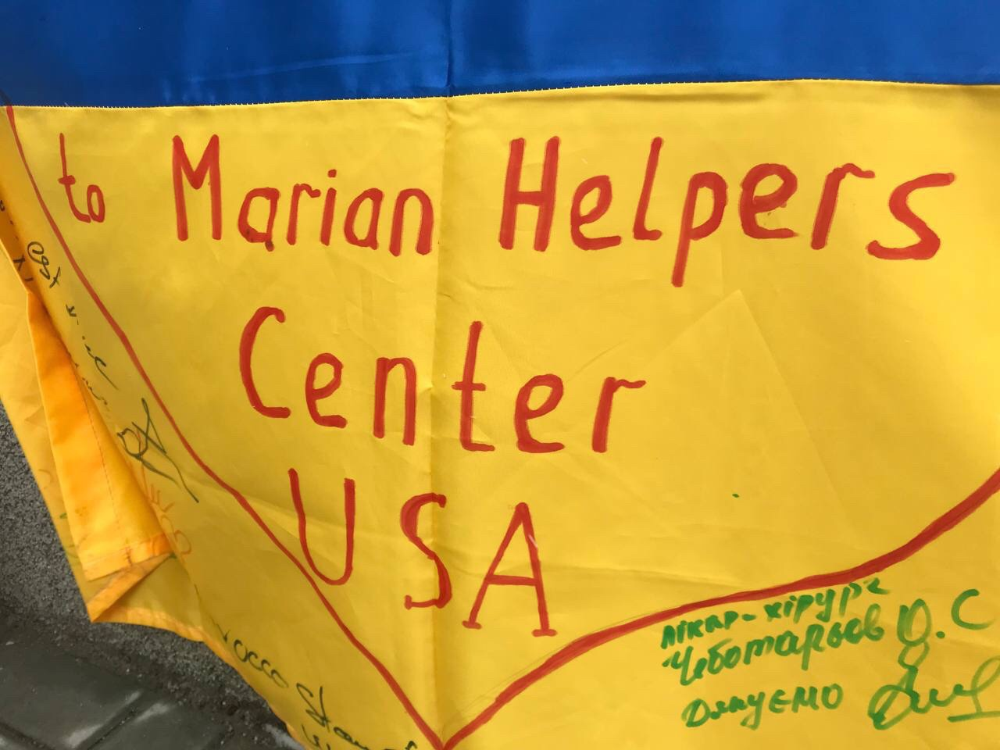 to Marian Helpers
Center
USA
лікар-хірург
Чеботарьов О.С
Дякуємо